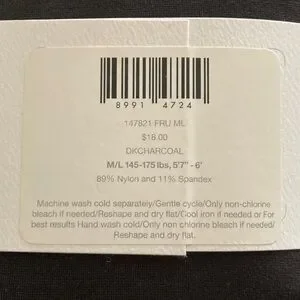 8991 4724
147821 FRU ML
$18.00
DKCHARCOAL
M/L 145-175 lbs, 5'7" - 6'
89% Nylon and 11% Spandex
Machine wash cold separately/Gentle cycle/Only non-chlorine
bleach if needed/Reshape and dry flat/Cool iron if needed or For
best results Hand wash cold/Only non chlorine bleach if needed/
Reshape and dry flat.